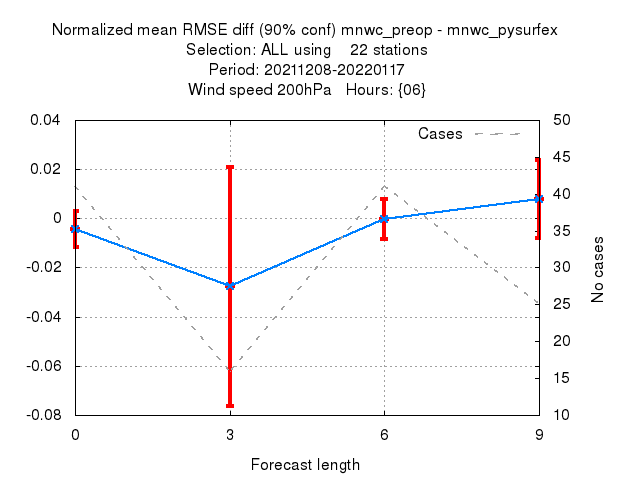 Normalized mean RMSE diff (90% conf) mnwc_preop - mnwc_pysurfex
Selection: ALL using    22 stations
Period: 20211208-20220117
Wind speed 200hPa   Hours: {06}
0.04
0.02
0
-0.02
-0.04
-0.06
-0.08
Cases
50
45
40
35
30
25
20
15
10
No cases
0 3 6 9
Forecast length